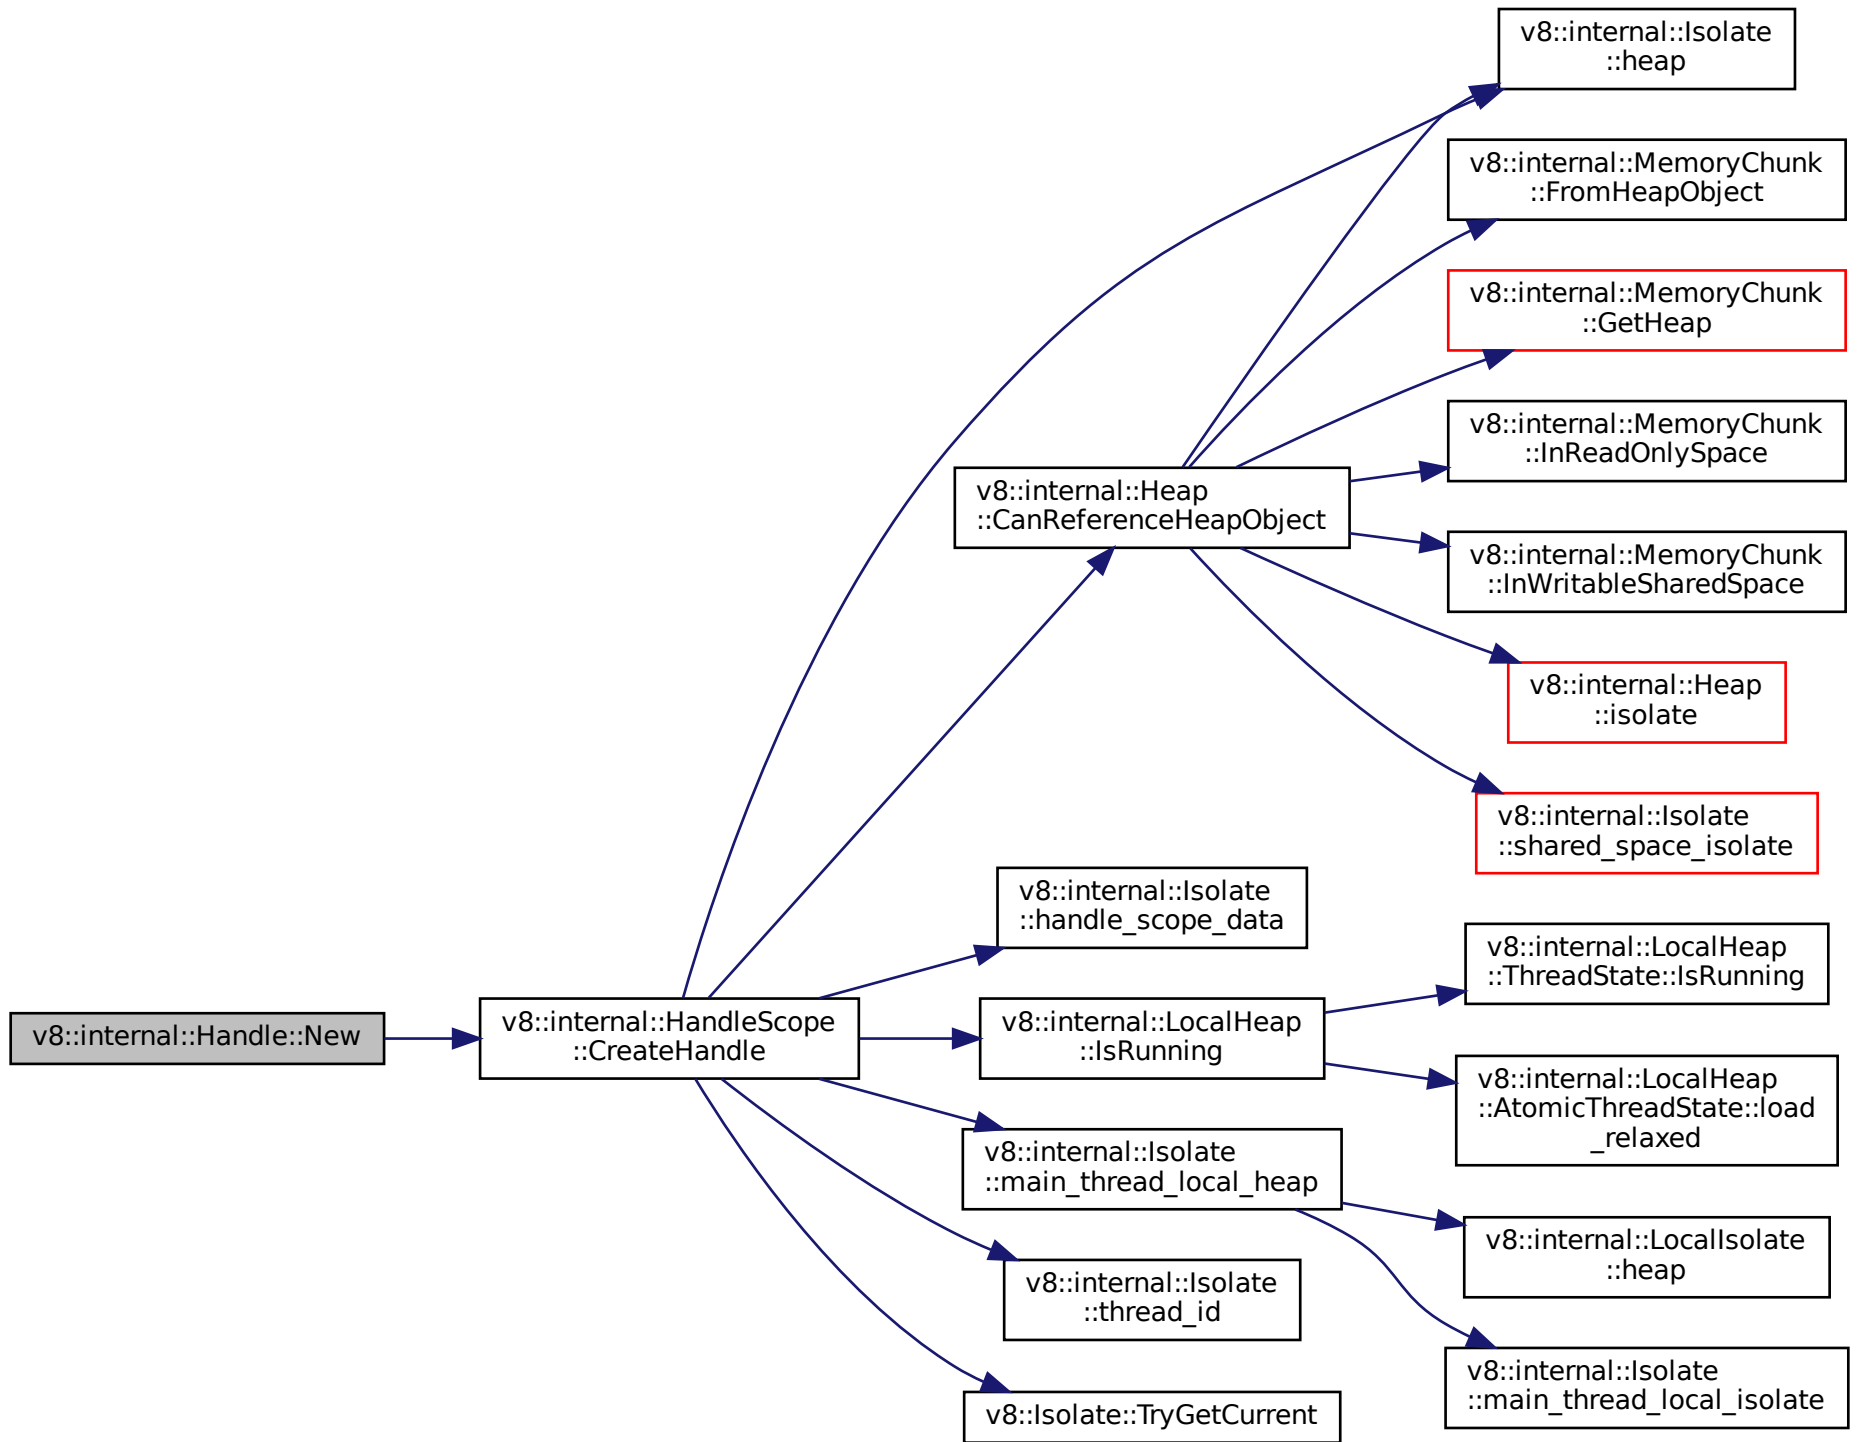 v8::internal::Isolate
::heap
v8::internal::MemoryChunk
::FromHeapObject
v8::internal::MemoryChunk
::GetHeap
v8::internal::MemoryChunk
::InReadOnlySpace
v8::internal::Heap
::CanReferenceHeapObject
v8::internal::MemoryChunk
::InWritableSharedSpace
v8::internal::Heap
::isolate
v8::internal::Isolate
::shared_space_isolate
v8::internal::Isolate
::handle_scope_data
v8::internal::LocalHeap
::ThreadState::IsRunning
v8::internal::Handle::New
v8::internal::HandleScope
::CreateHandle
v8::internal::LocalHeap
::IsRunning
v8::internal::LocalHeap
::AtomicThreadState::load
_relaxed
v8::internal::Isolate
::main_thread_local_heap
v8::internal::LocalIsolate
::heap
v8::internal::Isolate
::thread_id
v8::internal::Isolate
::main_thread_local_isolate
v8::Isolate::TryGetCurrent